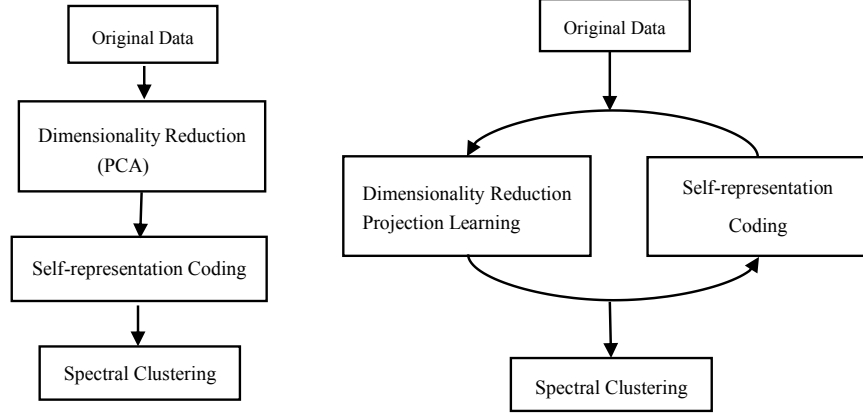 Original Data
Dimensionality Reduction
(PCA)
Self-representation Coding
Spectral Clustering
Original Data
Dimensionality Reduction
Projection Learning
Self-representation
Coding
Spectral Clustering